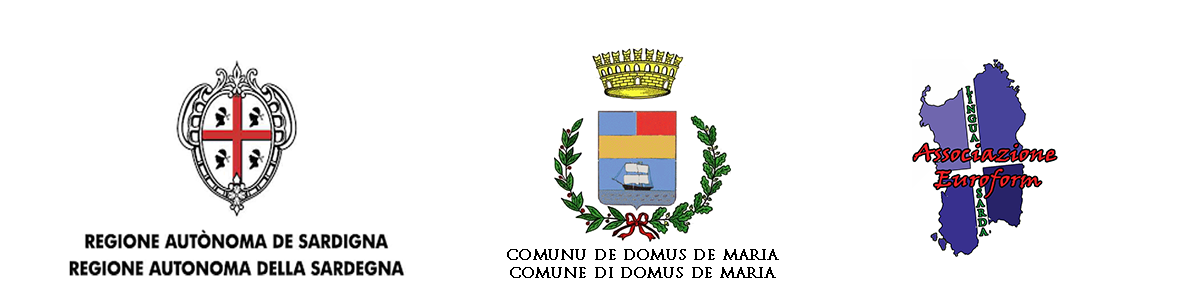 REGIONE AUTÒNOMA DE SARDIGNA
REGIONE AUTONOMA DELLA SARDEGNA
COMUNU DE DOMUS DE MARIA
COMUNE DI DOMUS DE MARIA
LINGUA
Associazione
Euroform
SARDA